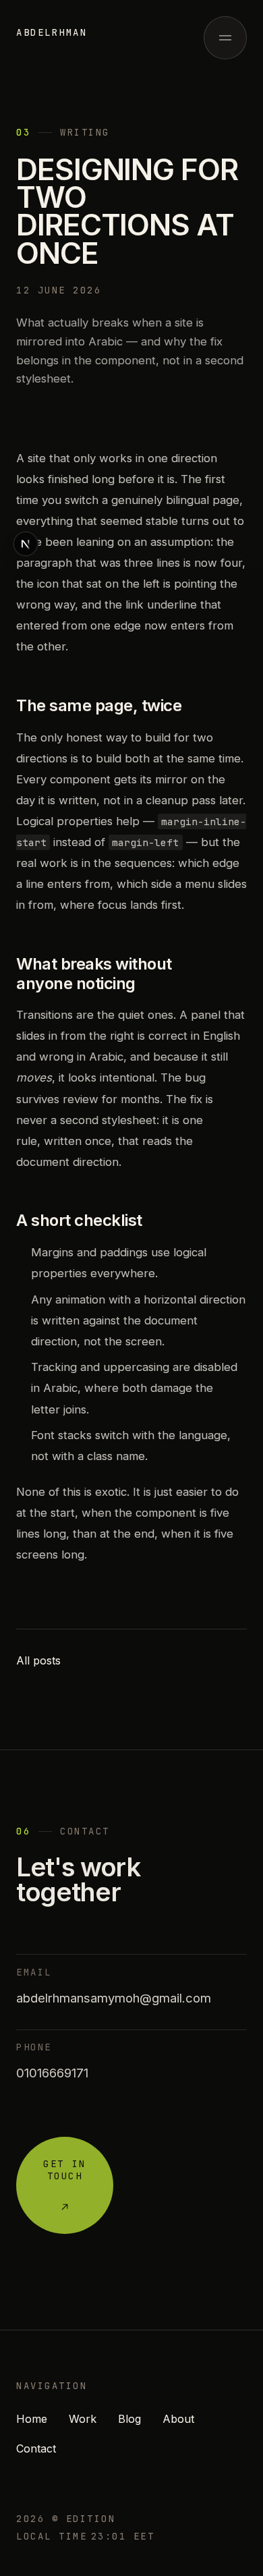 ABDELRHMAN
03 WRITING
DESIGNING FOR
TWO
DIRECTIONS AT
ONCE
12 JUNE 2026
What actually breaks when a site is
mirrored into Arabic — and why the fix
belongs in the component, not in a second
stylesheet.
A site that only works in one direction
looks finished long before it is. The first
time you switch a genuinely bilingual page,
everything that seemed stable turns out to
N been leaning on an assumption: the
paragraph that was three lines is now four,
the icon that sat on the left is pointing the
wrong way, and the link underline that
entered from one edge now enters from
the other.
The same page, twice
The only honest way to build for two
directions is to build both at the same time.
Every component gets its mirror on the
day it is written, not in a cleanup pass later.
Logical properties help — margin-inline-
start instead of margin-left — but the
real work is in the sequences: which edge
a line enters from, which side a menu slides
in from, where focus lands first.
What breaks without
anyone noticing
Transitions are the quiet ones. A panel that
slides in from the right is correct in English
and wrong in Arabic, and because it still
moves, it looks intentional. The bug
survives review for months. The fix is
never a second stylesheet: it is one
rule, written once, that reads the
document direction.
A short checklist
Margins and paddings use logical
properties everywhere.
Any animation with a horizontal direction
is written against the document
direction, not the screen.
Tracking and uppercasing are disabled
in Arabic, where both damage the
letter joins.
Font stacks switch with the language,
not with a class name.
None of this is exotic. It is just easier to do
at the start, when the component is five
lines long, than at the end, when it is five
screens long.
All posts
06 CONTACT
Let's work
together
EMAIL
abdelrhmansamymoh@gmail.com
PHONE
01016669171
GET IN
TOUCH
↗
NAVIGATION
Home Work Blog About
Contact
2026 © EDITION
LOCAL TIME 23:01 EET